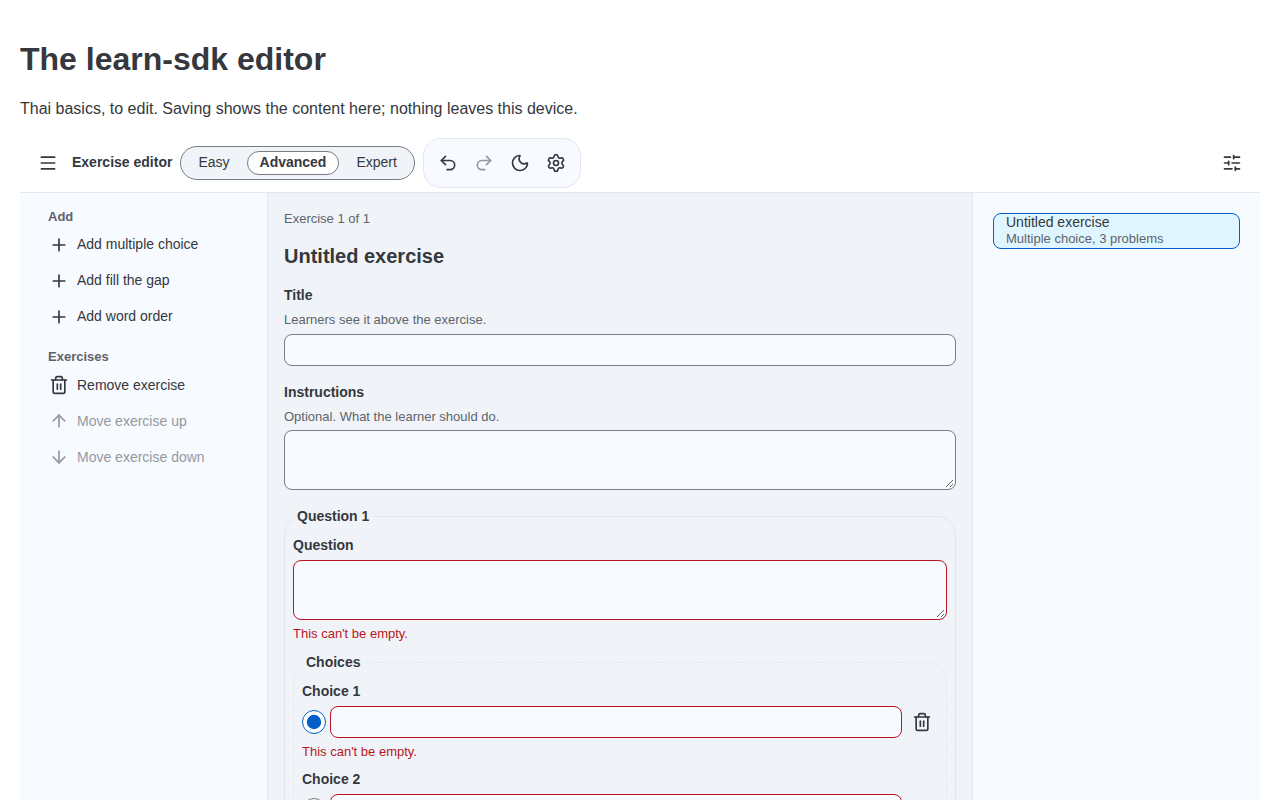 The learn-sdk editor
Thai basics, to edit. Saving shows the content here; nothing leaves this device.
Exercise editor
Easy
Advanced
Expert
Add
Add multiple choice
Add fill the gap
Add word order
Exercises
Remove exercise
Move exercise up
Move exercise down
Exercise 1 of 1
Untitled exercise
Title
Learners see it above the exercise.
Instructions
Optional. What the learner should do.
Question 1
Question
This can't be empty.
Choices
Choice 1
This can't be empty.
Choice 2
Untitled exercise
Multiple choice, 3 problems